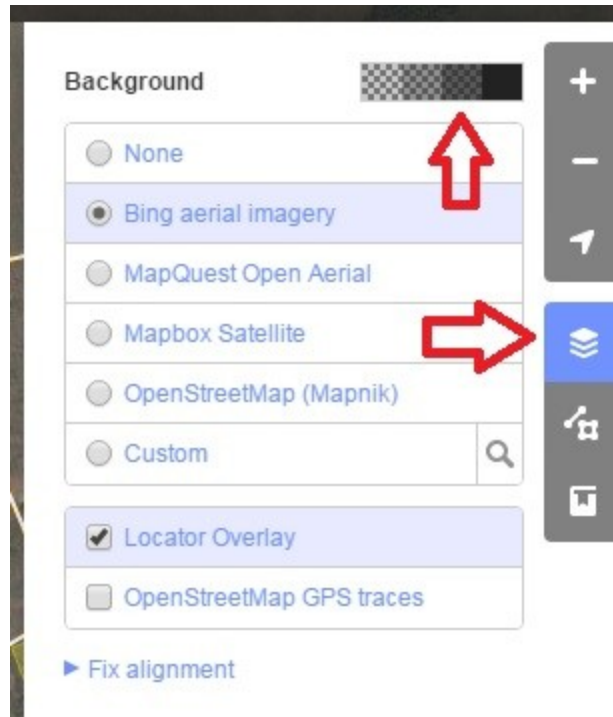 Background
None
Bing aerial imagery
MapQuest Open Aerial
Mapbox Satellite
OpenStreetMap (Mapnik)
Custom
Locator Overlay
OpenStreetMap GPS traces
Fix alignment